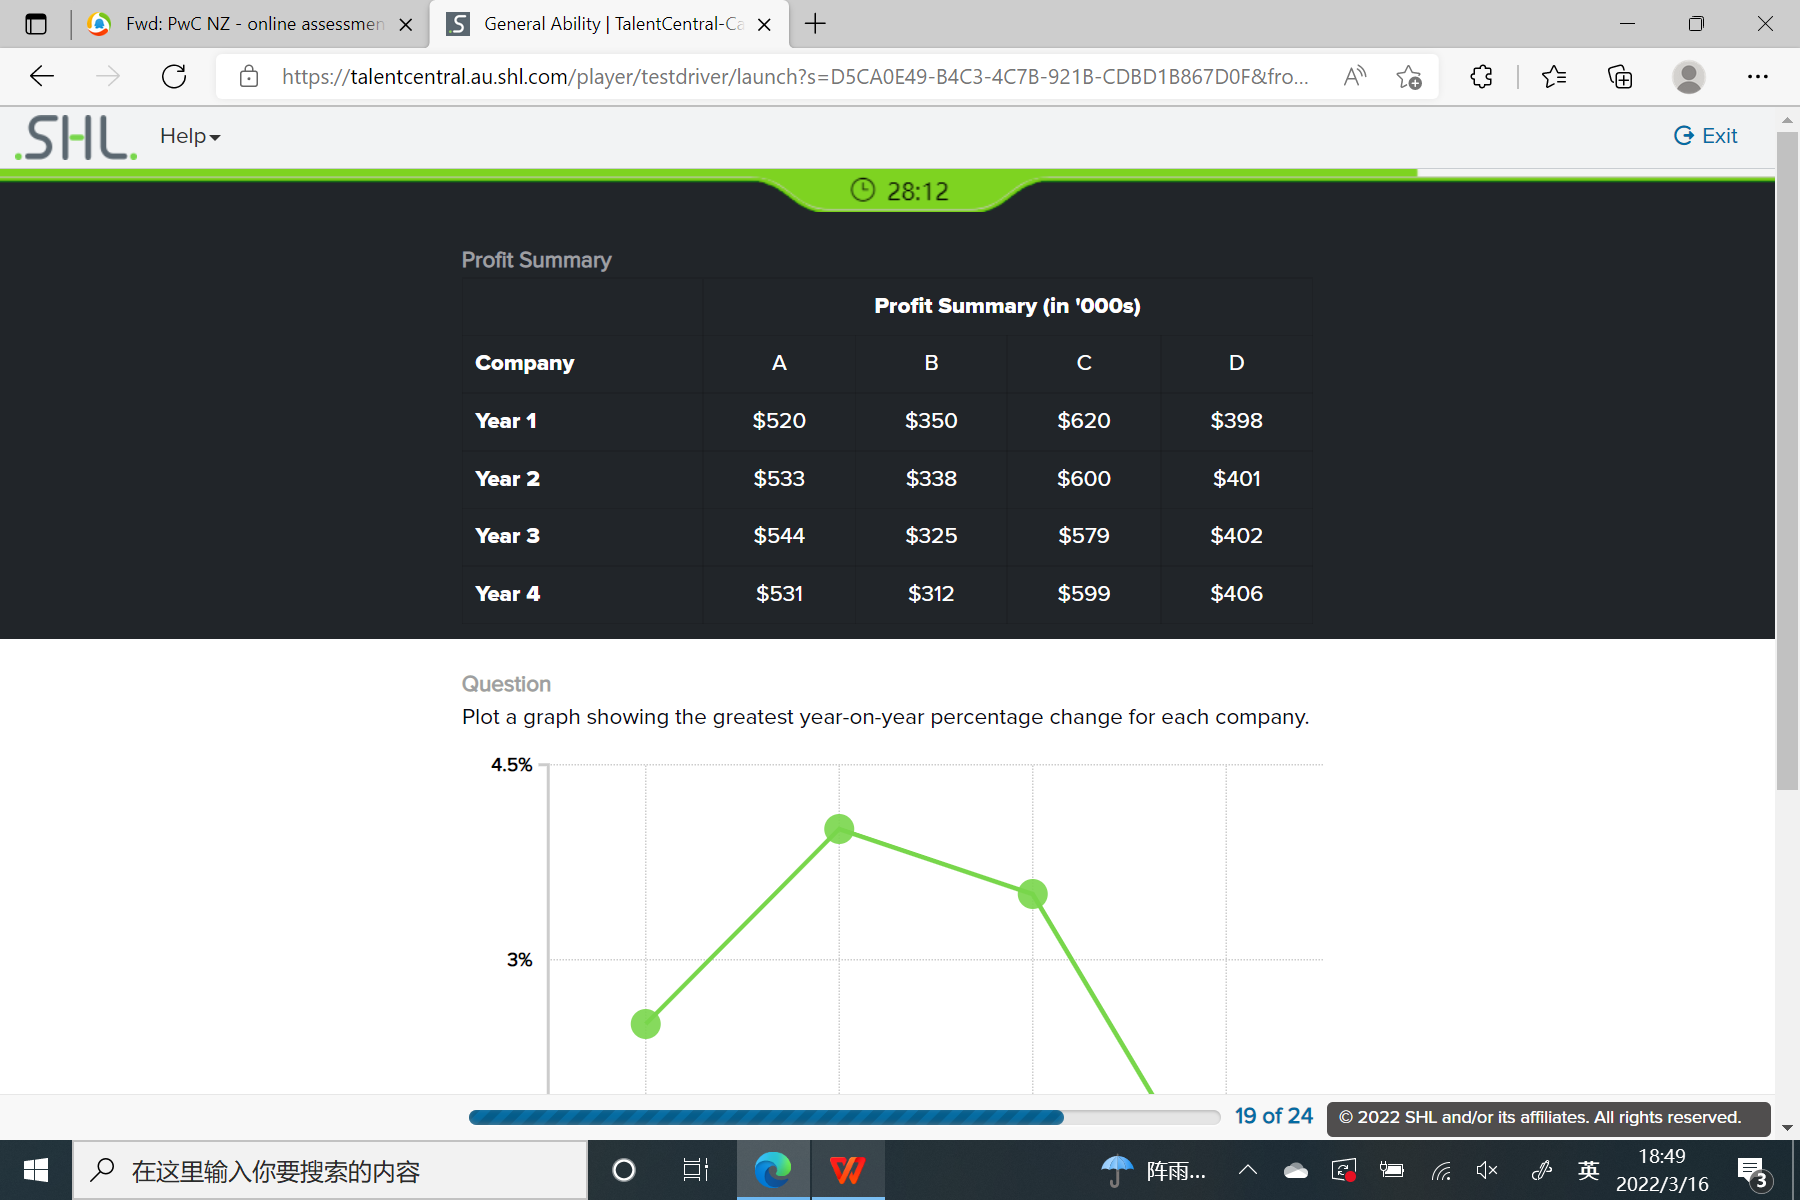 Fwd: PwC NZ - online assessmen
General Ability | TalentCentral-Ca
https://talentcentral.au.shl.com/player/testdriver/launch?s=D5CA0E49-B4C3-4C7B-921B-CDBD1B867D0F&fro...
.SHL.
Help
Exit
28:12
Profit Summary
Profit Summary (in '000s)
Company A B C D
Year 1 $520 $350 $620 $398
Year 2 $533 $338 $600 $401
Year 3 $544 $325 $579 $402
Year 4 $531 $312 $599 $406
Question
Plot a graph showing the greatest year-on-year percentage change for each company.
4.5%
3%
19 of 24
© 2022 SHL and/or its affiliates. All rights reserved.
在这里输入你要搜索的内容
阵雨...
英
18:49
2022/3/16
3